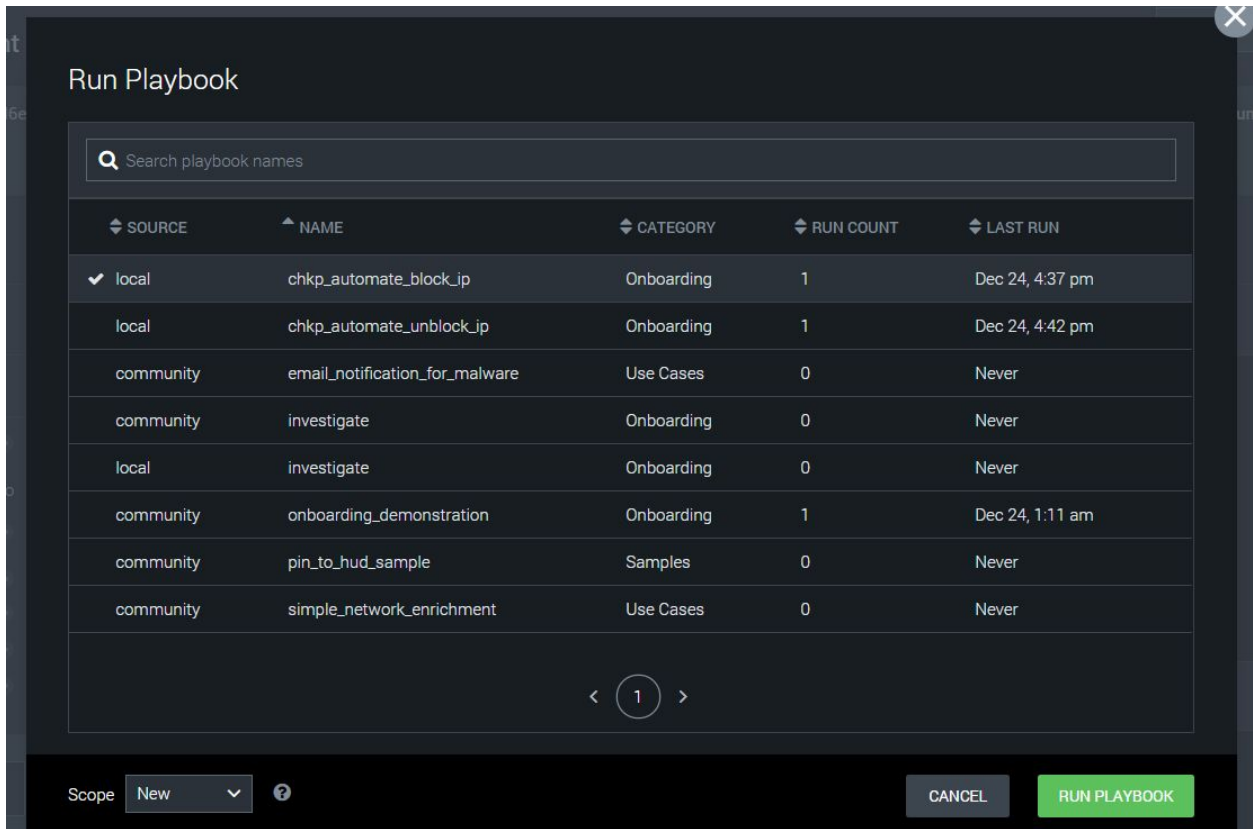 Run Playbook
Search playbook names
SOURCE NAME CATEGORY RUN COUNT LAST RUN
local chkp_automate_block_ip Onboarding 1 Dec 24, 4:37 pm
local chkp_automate_unblock_ip Onboarding 1 Dec 24, 4:42 pm
community email_notification_for_malware Use Cases 0 Never
community investigate Onboarding 0 Never
local investigate Onboarding 0 Never
community onboarding_demonstration Onboarding 1 Dec 24, 1:11 am
community pin_to_hud_sample Samples 0 Never
community simple_network_enrichment Use Cases 0 Never
< 1 >
Scope New ? CANCEL RUN PLAYBOOK